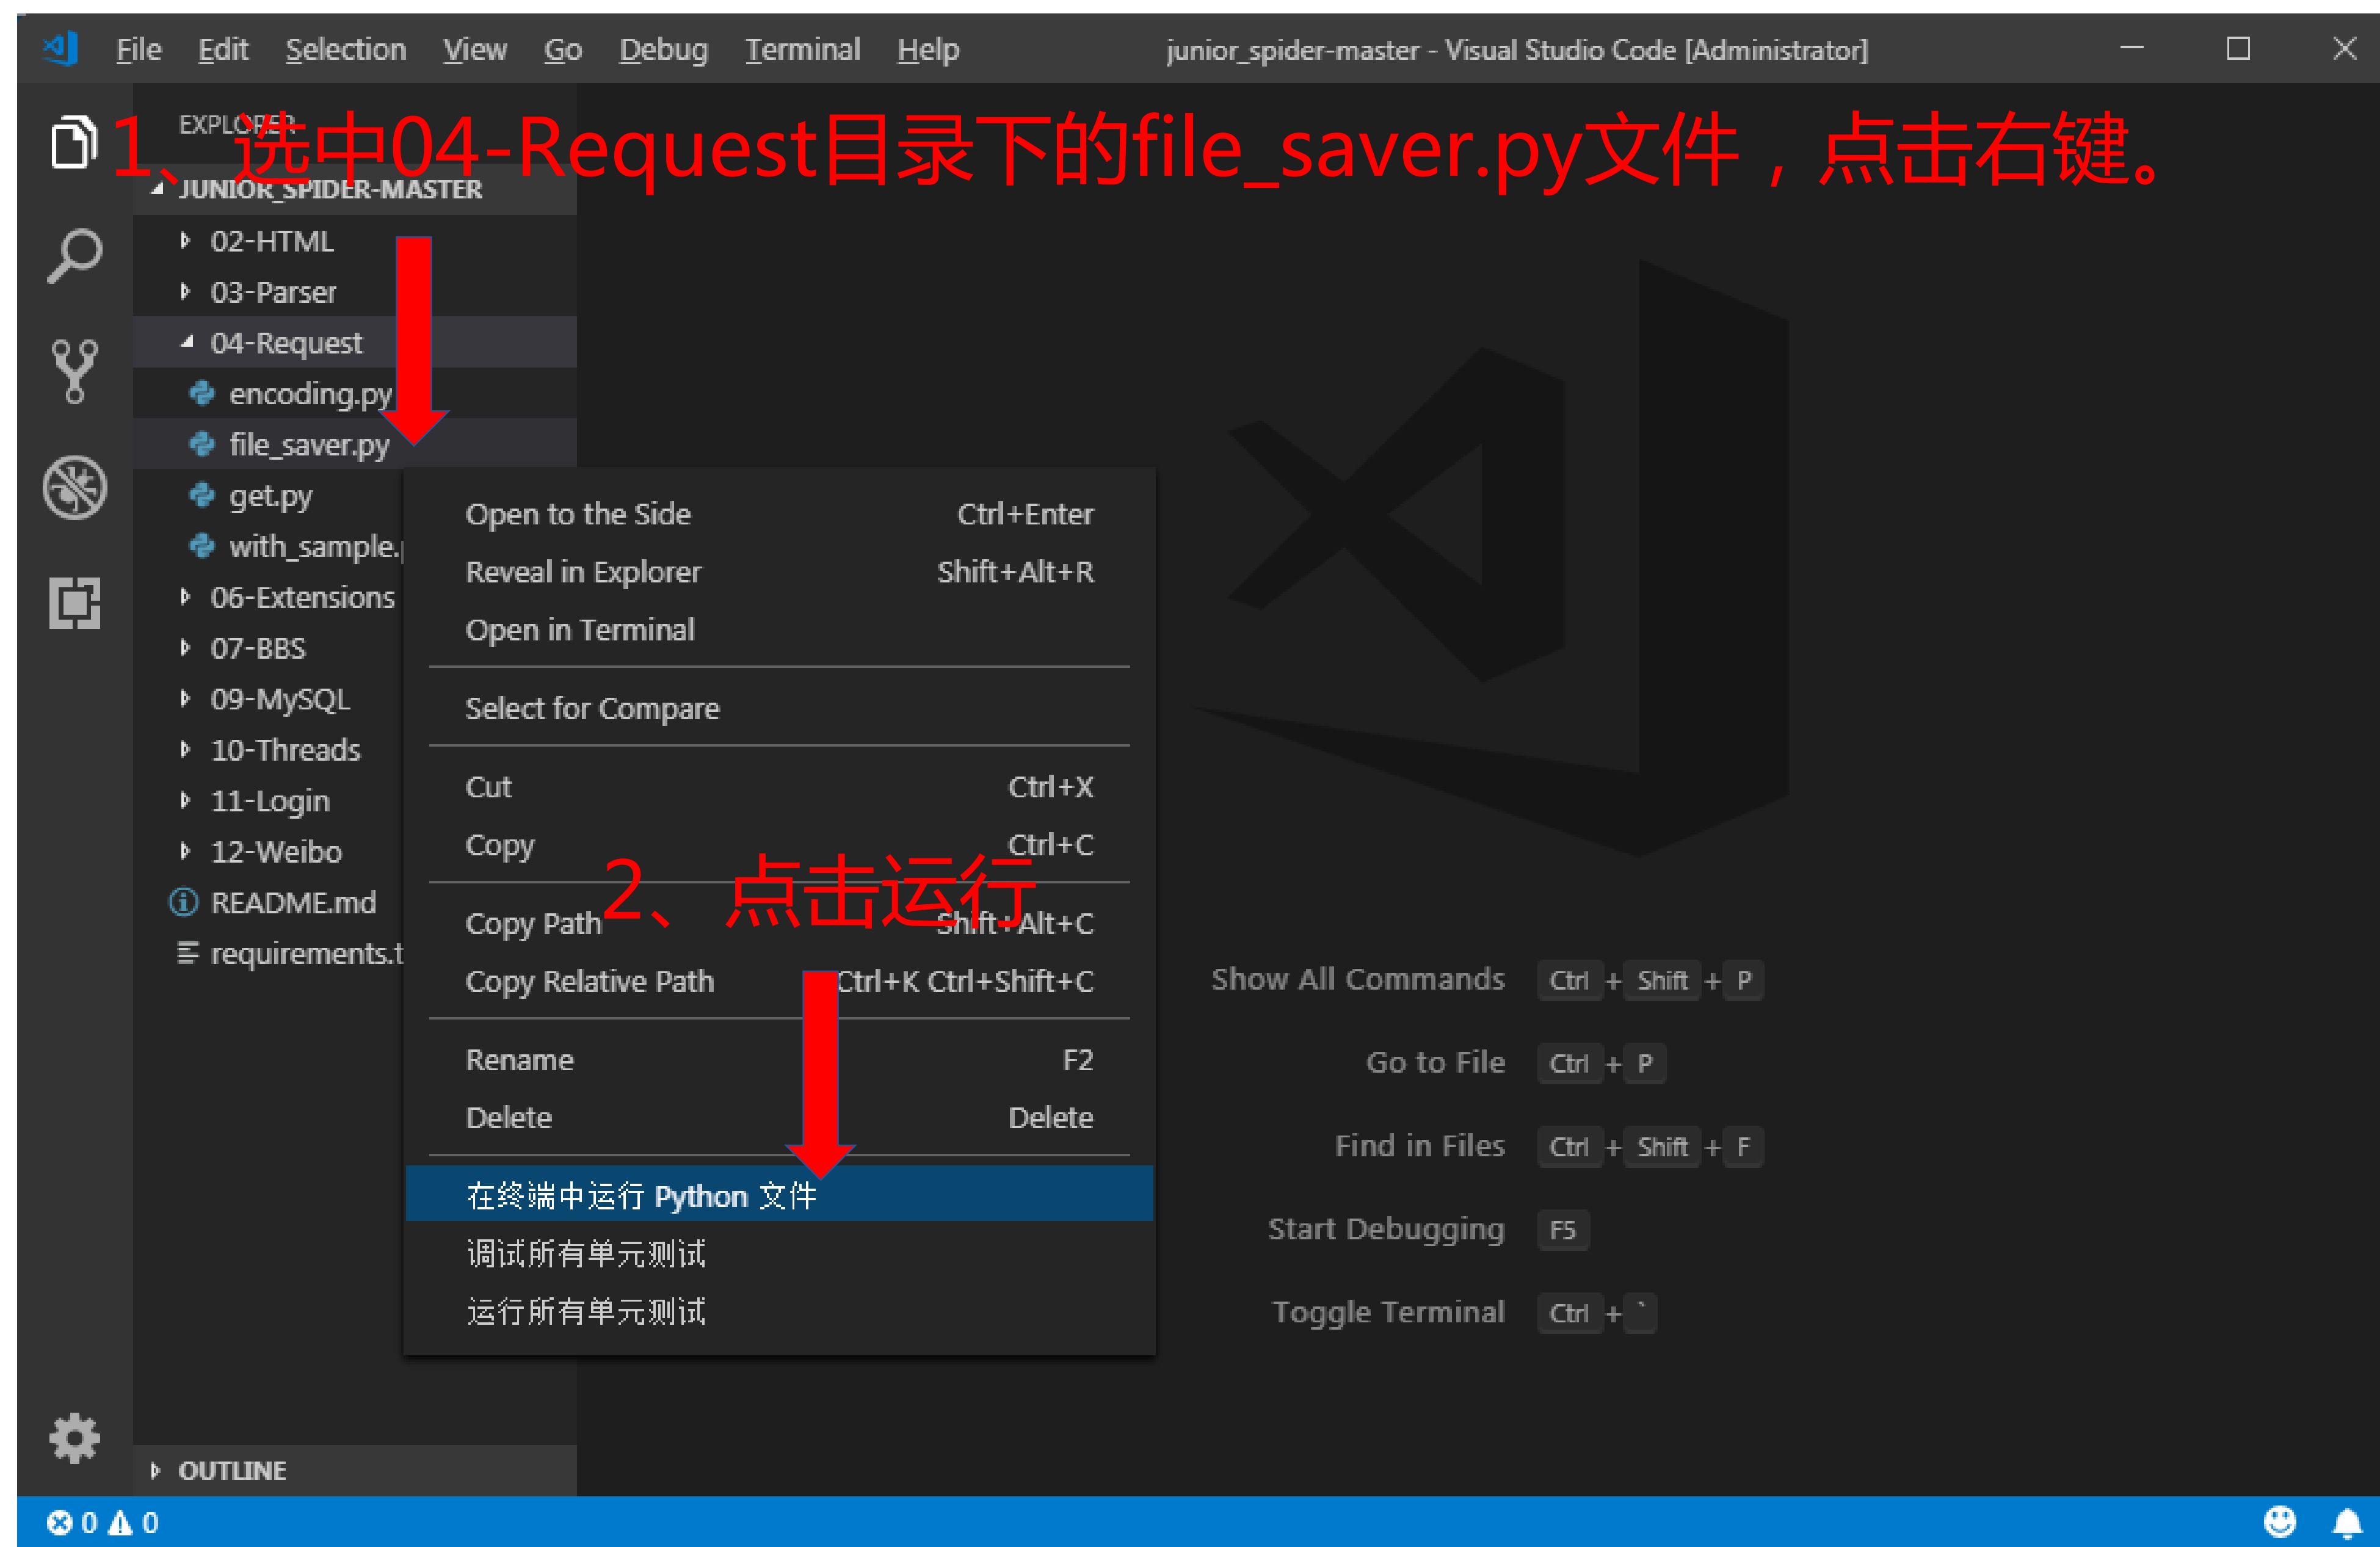 File Edit Selection View Go Debug Terminal Help junior_spider-master - Visual Studio Code [Administrator]
EXPLORER
1、选中04-Request目录下的file_saver.py文件，点击右键。
JUNIOR_SPIDER-MASTER
02-HTML
03-Parser
04-Request
encoding.py
file_saver.py
get.py
with_sample.
06-Extensions
07-BBS
09-MySQL
10-Threads
11-Login
12-Weibo
README.md
requirements.t
OUTLINE
Open to the Side Ctrl+Enter
Reveal in Explorer Shift+Alt+R
Open in Terminal
Select for Compare
Cut Ctrl+X
Copy Ctrl+C
2、点击运行
Copy Path Shift+Alt+C
Copy Relative Path Ctrl+K Ctrl+Shift+C
Rename F2
Delete Delete
在终端中运行 Python 文件
调试所有单元测试
运行所有单元测试
Show All Commands Ctrl + Shift + P
Go to File Ctrl + P
Find in Files Ctrl + Shift + F
Start Debugging F5
Toggle Terminal Ctrl + `
0 0